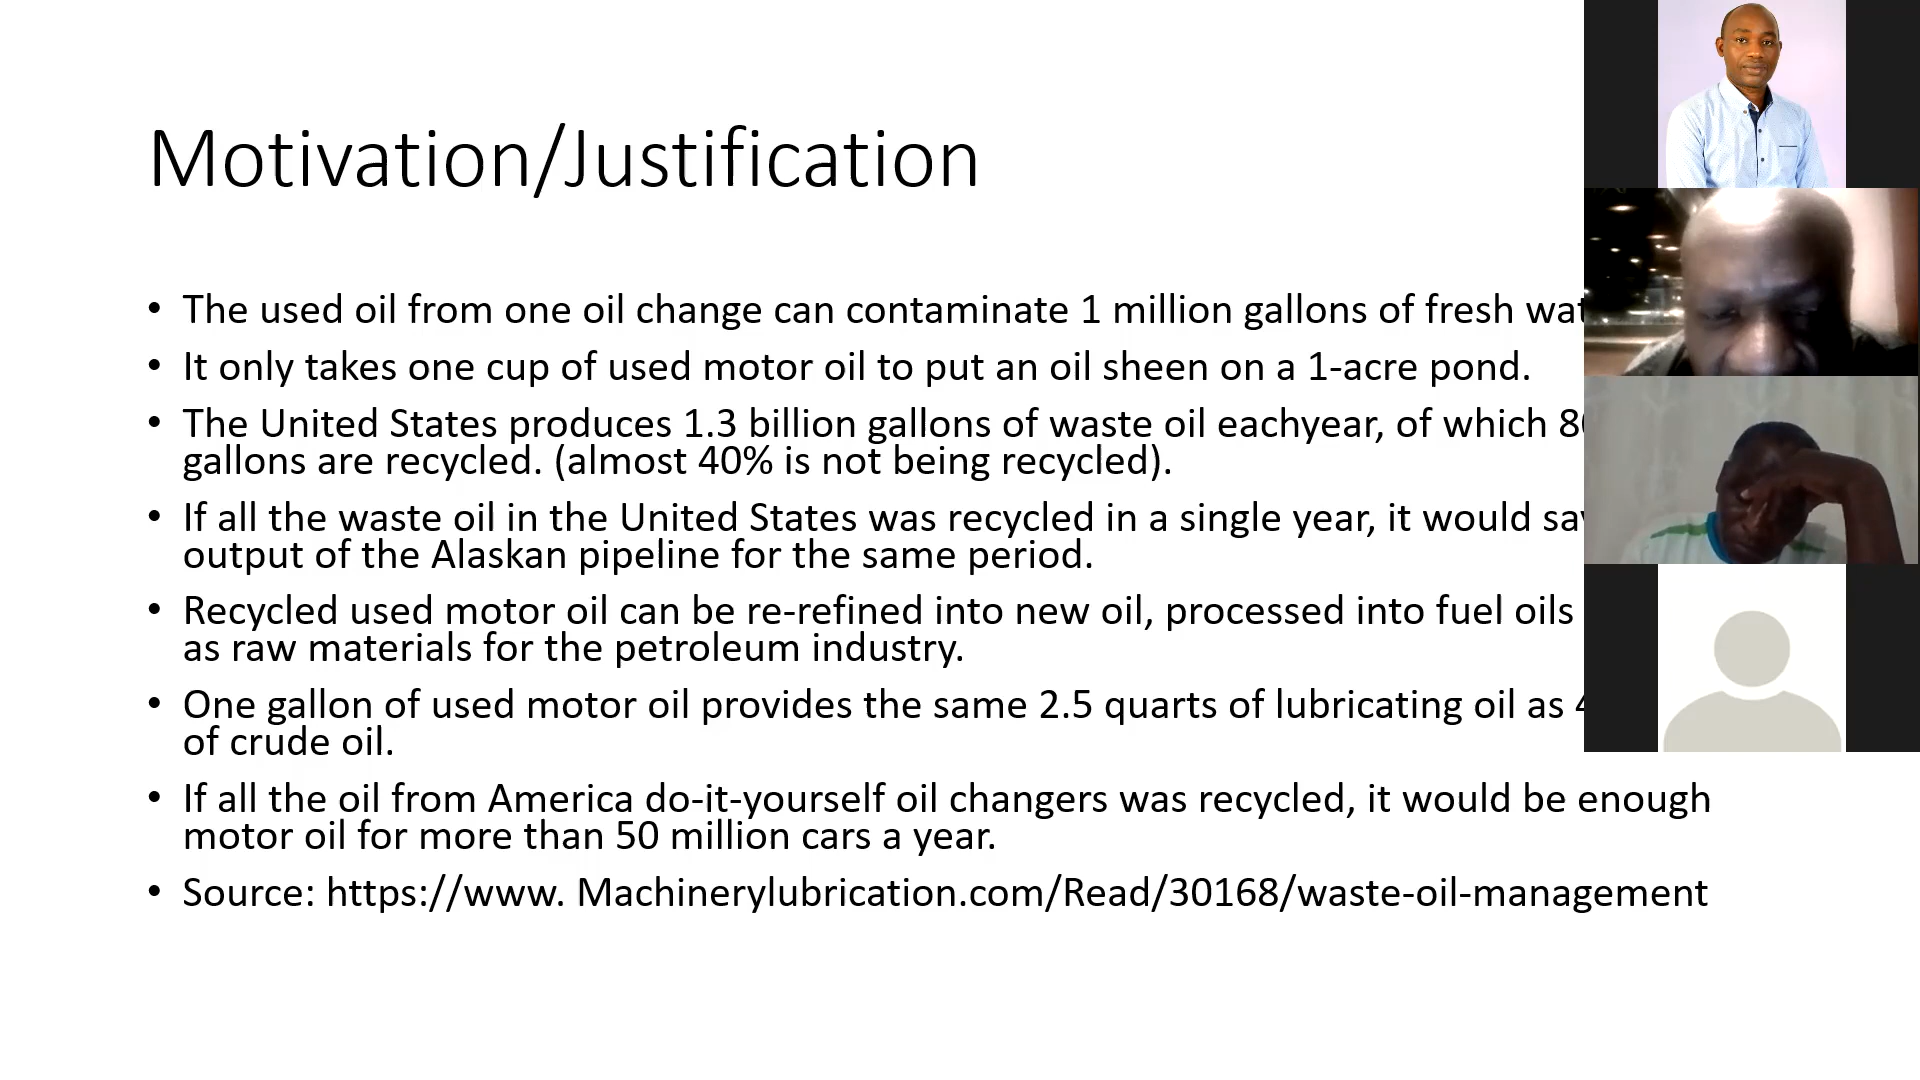 Motivation/Justification
• The used oil from one oil change can contaminate 1 million gallons of fresh
• It only takes one cup of used motor oil to put an oil sheen on a 1-acre pond.
• The United States produces 1.3 billion gallons of waste oil eachyear, of which
gallons are recycled. (almost 40% is not being recycled).
• If all the waste oil in the United States was recycled in a single year, it would
output of the Alaskan pipeline for the same period.
• Recycled used motor oil can be re-refined into new oil, processed into fuel oils
as raw materials for the petroleum industry.
• One gallon of used motor oil provides the same 2.5 quarts of lubricating oil as
of crude oil.
• If all the oil from America do-it-yourself oil changers was recycled, it would be enough
motor oil for more than 50 million cars a year.
• Source: https://www. Machinerylubrication.com/Read/30168/waste-oil-management